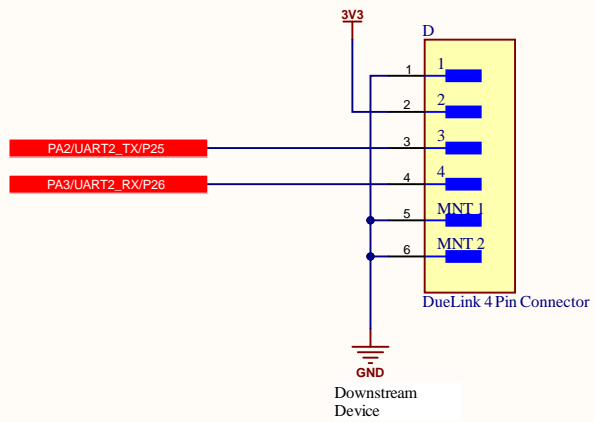 3V3
D
1 1
2 2
PA2/UART2_TX/P25 3 3
PA3/UART2_RX/P26 4 4
5 MNT 1
6 MNT 2
DueLink 4 Pin Connector
GND
Downstream
Device